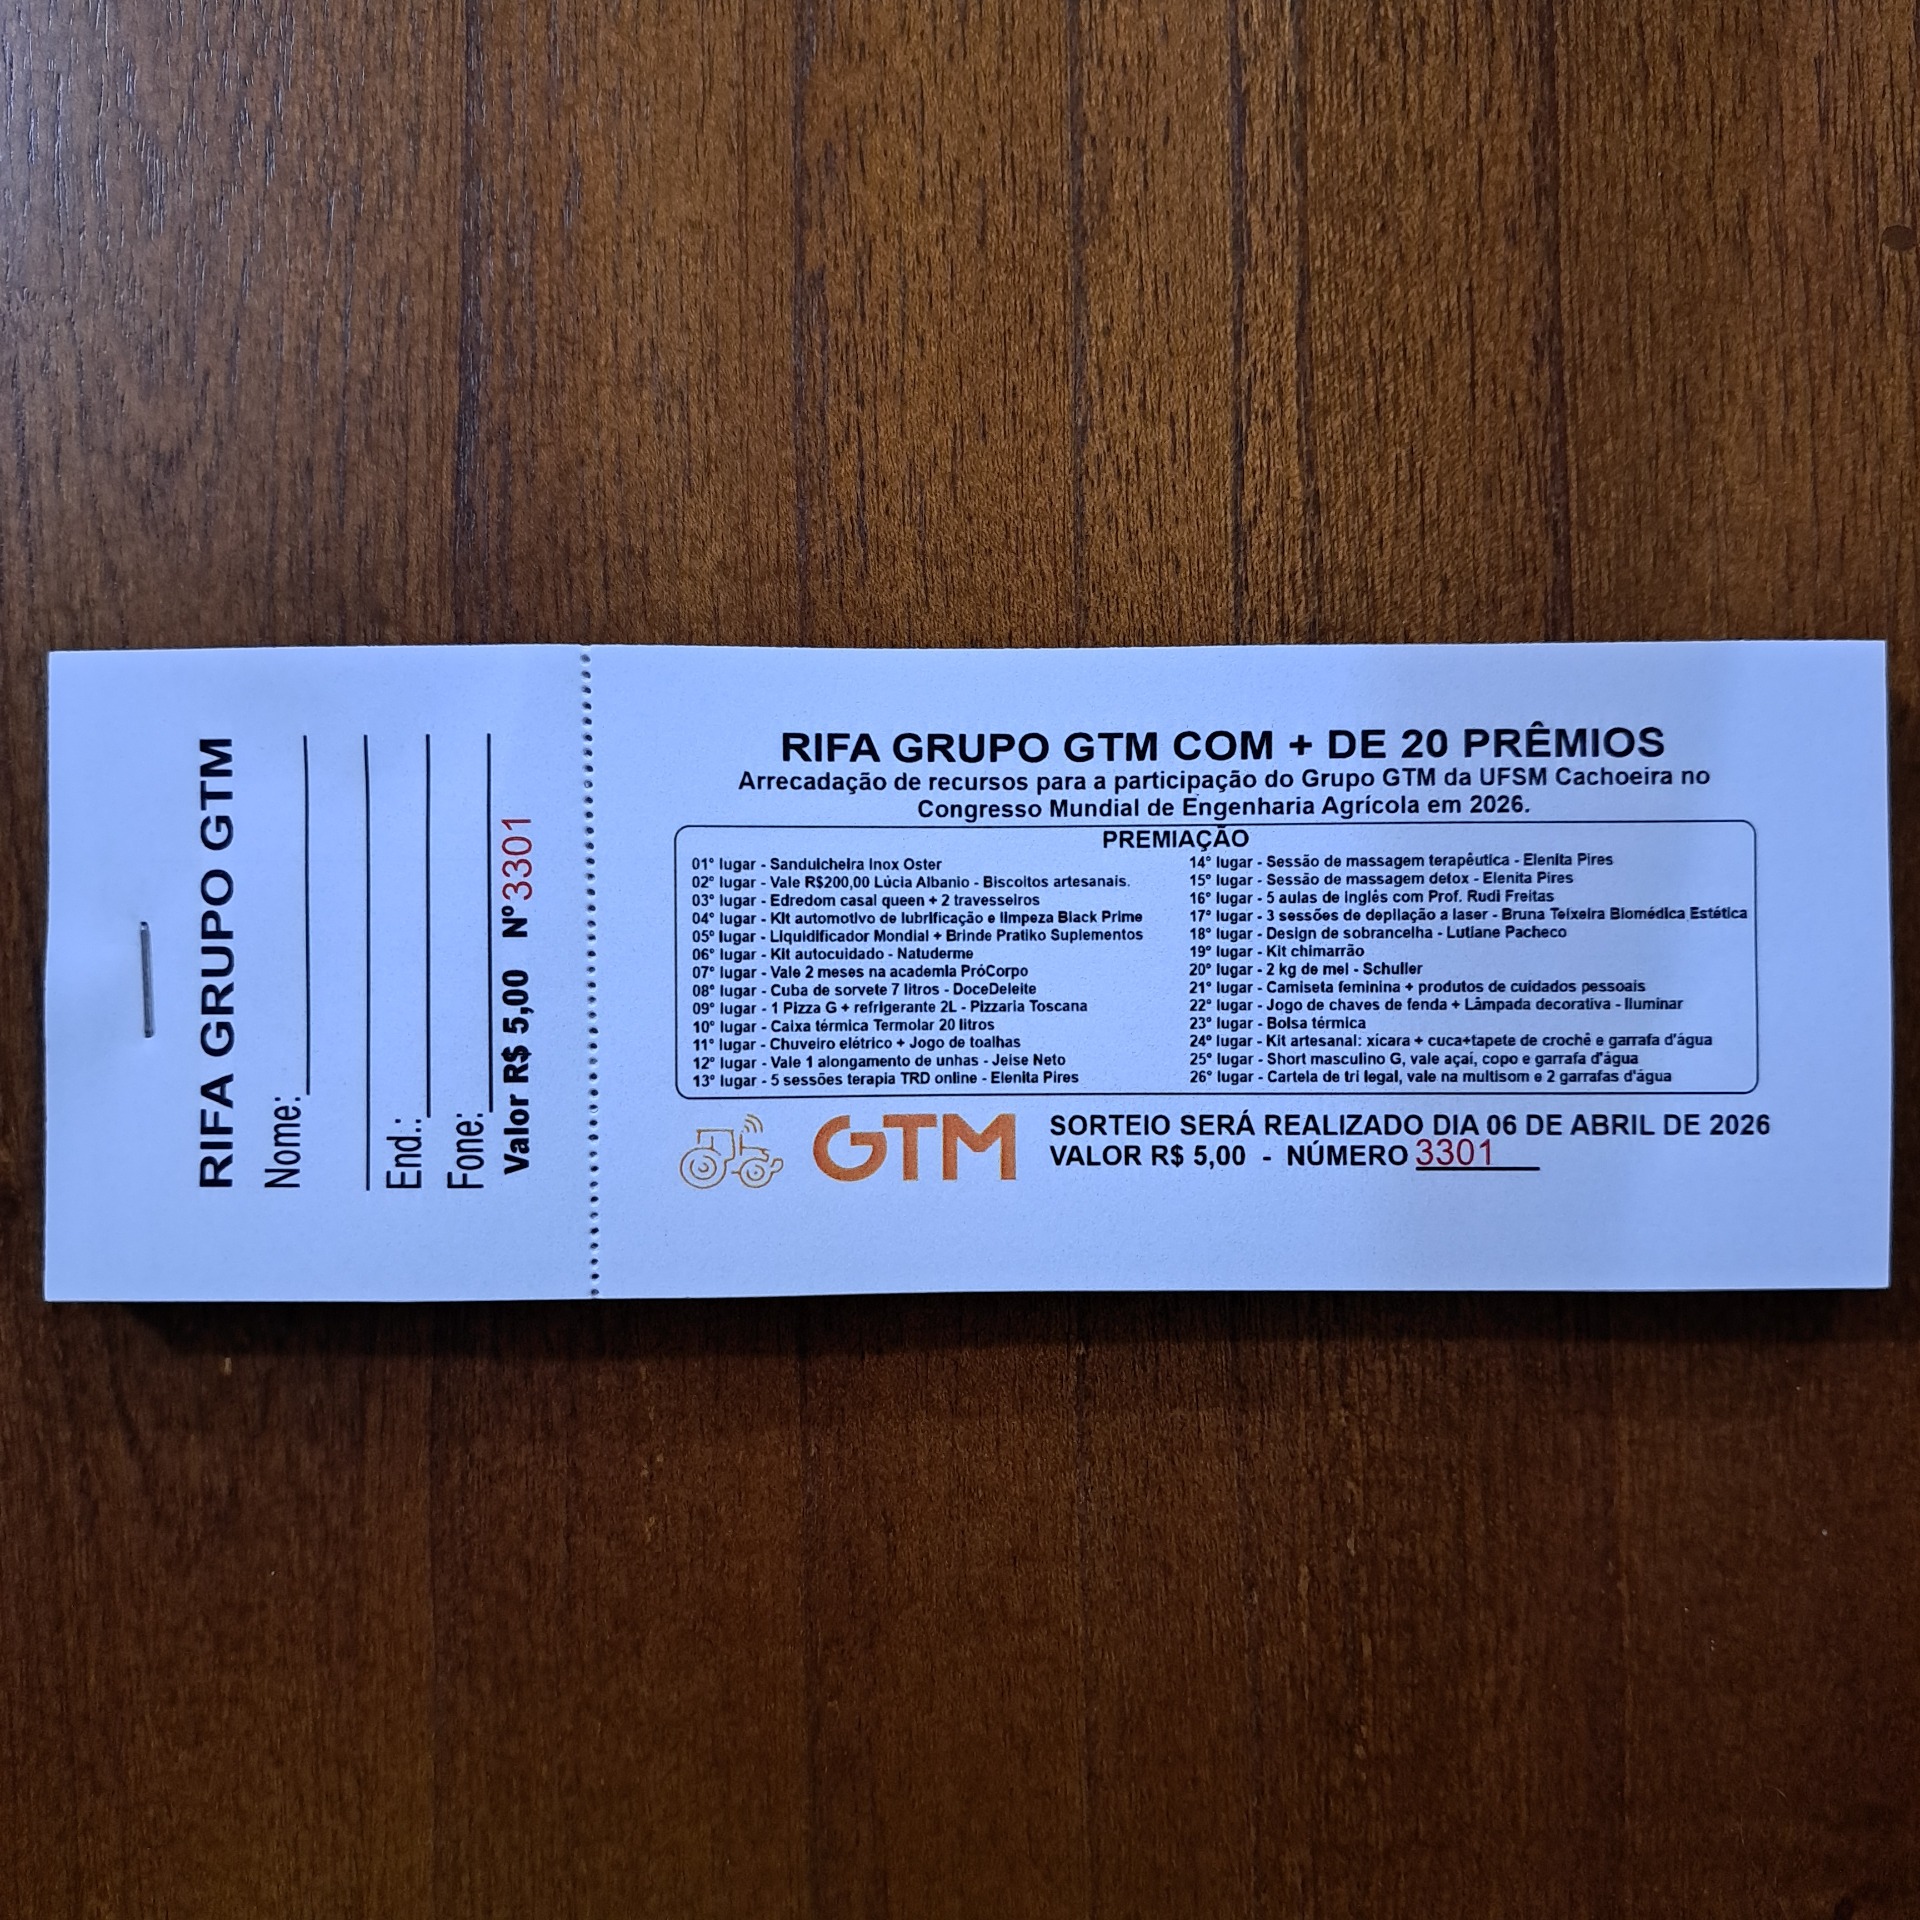 RIFA GRUPO GTM
Nome:
End.:
Fone:
Valor R$ 5,00 Nº 3301
RIFA GRUPO GTM COM + DE 20 PRÊMIOS
Arrecadação de recursos para a participação do Grupo GTM da UFSM Cachoeira no
Congresso Mundial de Engenharia Agrícola em 2026.
PREMIAÇÃO
01º lugar - Sanduicheira Inox Oster
02º lugar - Vale R$200,00 Lúcia Albanio - Biscoitos artesanais.
03º lugar - Edredom casal queen + 2 travesseiros
04º lugar - Kit automotivo de lubrificação e limpeza Black Prime
05º lugar - Liquidificador Mondial + Brinde Pratiko Suplementos
06º lugar - Kit autocuidado - Natuderme
07º lugar - Vale 2 meses na academia PróCorpo
08º lugar - Cuba de sorvete 7 litros - DoceDeleite
09º lugar - 1 Pizza G + refrigerante 2L - Pizzaria Toscana
10º lugar - Caixa térmica Termolar 20 litros
11º lugar - Chuveiro elétrico + Jogo de toalhas
12º lugar - Vale 1 alongamento de unhas - Jeise Neto
13º lugar - 5 sessões terapia TRD online - Elenita Pires
14º lugar - Sessão de massagem terapêutica - Elenita Pires
15º lugar - Sessão de massagem detox - Elenita Pires
16º lugar - 5 aulas de inglês com Prof. Rudi Freitas
17º lugar - 3 sessões de depilação a laser - Bruna Teixeira Biomédica Estética
18º lugar - Design de sobrancelha - Lutiane Pacheco
19º lugar - Kit chimarrão
20º lugar - 2 kg de mel - Schuller
21º lugar - Camiseta feminina + produtos de cuidados pessoais
22º lugar - Jogo de chaves de fenda + Lâmpada decorativa - Iluminar
23º lugar - Bolsa térmica
24º lugar - Kit artesanal: xícara + cuca+tapete de crochê e garrafa d'água
25º lugar - Short masculino G, vale açaí, copo e garrafa d'água
26º lugar - Cartela de tri legal, vale na multisom e 2 garrafas d'água
GTM
SORTEIO SERÁ REALIZADO DIA 06 DE ABRIL DE 2026
VALOR R$ 5,00 - NÚMERO 3301